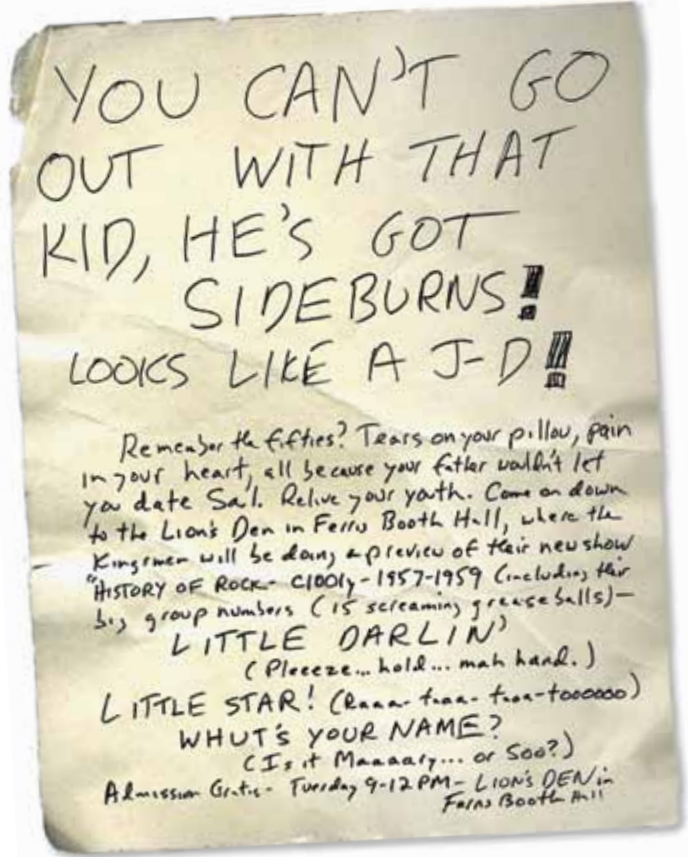 YOU CAN'T GO
OUT WITH THAT
KID, HE'S GOT
SIDEBURNS!
LOOKS LIKE A J-D!
Remember the fifties? Tears on your pillow, pain
in your heart, all because your father wouldn't let
you date Sal. Relive your youth. Come on down
to the Lion's Den in Ferris Booth Hall, where the
Kingsmen will be doing a preview of their new show
"HISTORY OF ROCK- C1001y-1957-1959 (including their
big group numbers (15 screaming greaseballs)—
LITTLE DARLIN'
(Pleeeze... hold... mah hand.)
LITTLE STAR! (Raaa-taaa-taaa-toooooo)
WHUT'S YOUR NAME?
(Is it Maaaary... or Soo?)
Admission Gratis - Tuesday 9-12 PM - LION'S DEN in
Ferris Booth Hall